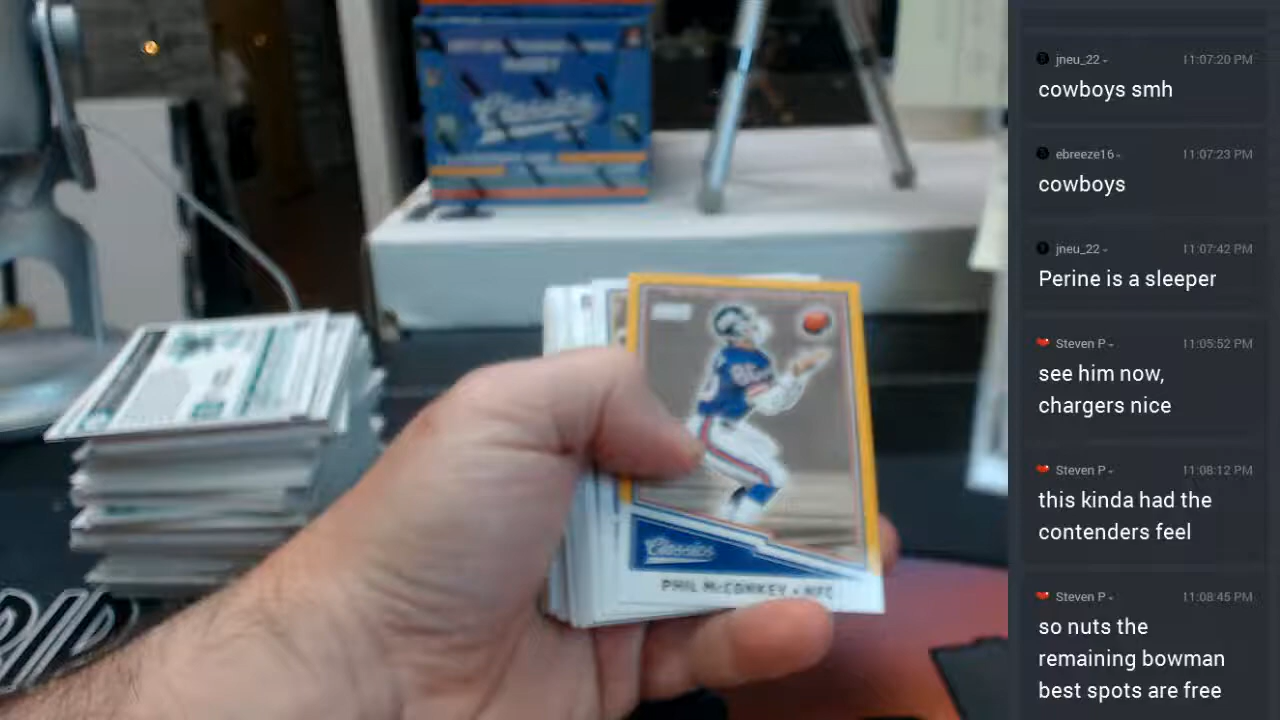 Classics
Classics
PHIL McCONKEY • NFC
jneu_22 - 11:07:20 PM
cowboys smh
ebreeze16 - 11:07:23 PM
cowboys
jneu_22 - 11:07:42 PM
Perine is a sleeper
Steven P - 11:05:52 PM
see him now,
chargers nice
Steven P - 11:08:12 PM
this kinda had the
contenders feel
Steven P - 11:08:45 PM
so nuts the
remaining bowman
best spots are free